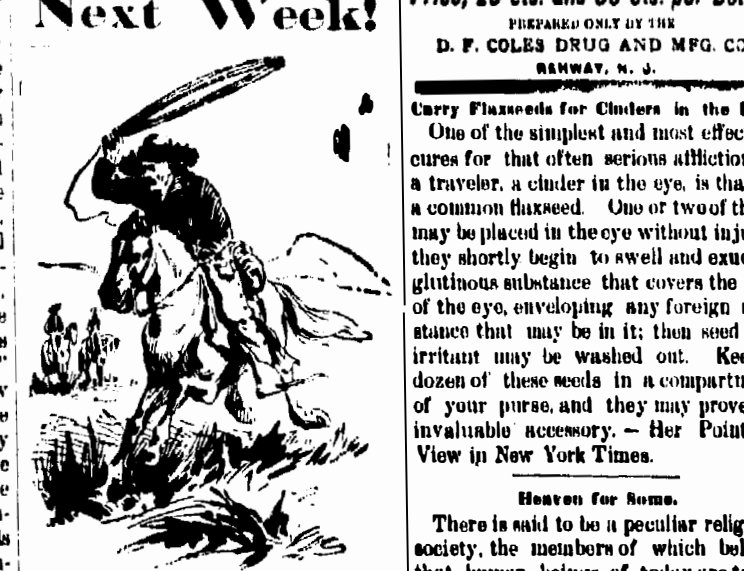 Next Week!
PREPARED ONLY BY THE
D. F. COLES DRUG AND MFG.
RAHWAY, N. J.
Carry Flaxseeds for Cinders in the
One of the simplest and most effec
cures for that often serious affliction
a traveler, a cinder in the eye, is tha
a common flaxseed. One or two of th
may be placed in the eye without inju
they shortly begin to swell and exu
glutinous substance that covers the
of the eye, enveloping any foreign
stance that may be in it; then seed
irritant may be washed out. Kee
dozen of these seeds in a compartm
of your purse, and they may prove
invaluable accessory. — Her Point
View in New York Times.
Heaven for Some.
There is said to be a peculiar relig
society, the members of which bel